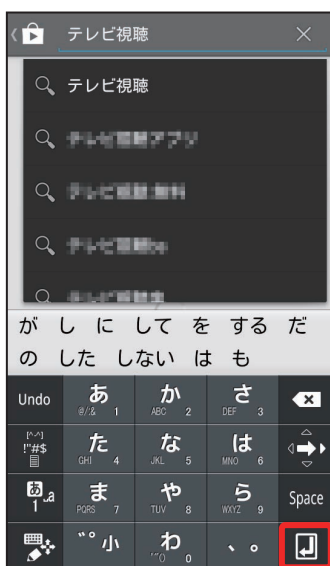 テレビ視聴
テレビ視聴
が し に して を する だ
の した しない は も
Undo あ @/:& 1 か ABC 2 さ DEF 3
[^-^] !"#$ た GHI 4 な JKL 5 は MNO 6
あ.a 1 ま PQRS 7 や TUV 8 ら WXYZ 9 Space
゛゜小 わ ""() 0 、。